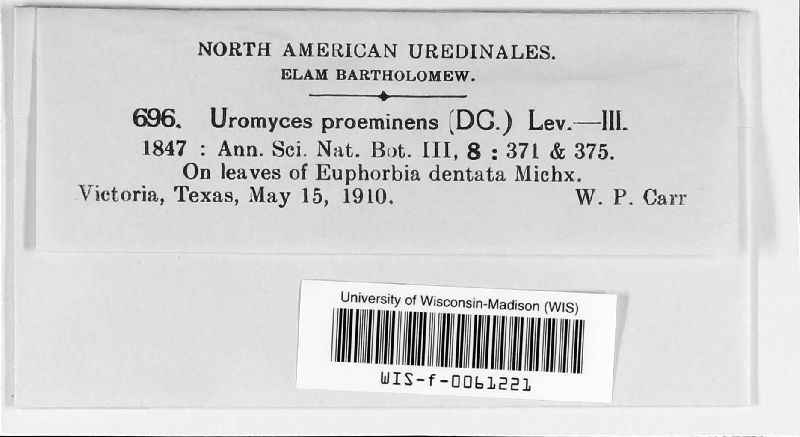 NORTH AMERICAN UREDINALES.
ELAM BARTHOLOMEW.
696. Uromyces proeminens (DC.) Lev.—III.
1847 : Ann. Sci. Nat. Bot. III, 8 : 371 & 375.
On leaves of Euphorbia dentata Michx.
Victoria, Texas, May 15, 1910. W. P. Carr
University of Wisconsin-Madison (WIS)
WIS-f-0061221